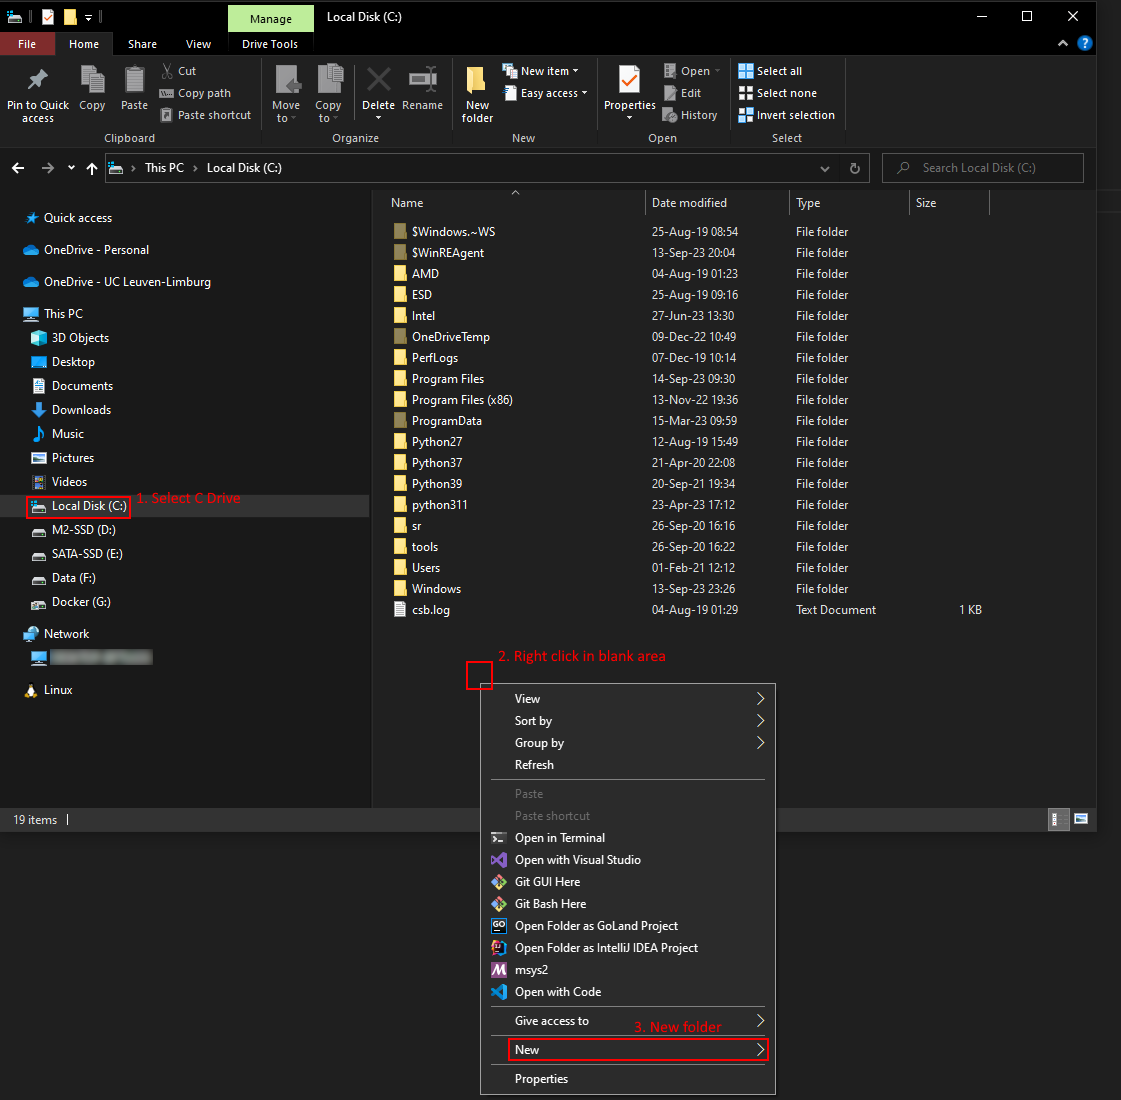 Manage
Local Disk (C:)
File
Home
Share
View
Drive Tools
Pin to Quick access
Copy
Paste
Cut
Copy path
Paste shortcut
Clipboard
Move to
Copy to
Delete
Rename
Organize
New folder
New item
Easy access
New
Properties
Open
Edit
History
Open
Select all
Select none
Invert selection
Select
This PC > Local Disk (C:)
Search Local Disk (C:)
Quick access
OneDrive - Personal
OneDrive - UC Leuven-Limburg
This PC
3D Objects
Desktop
Documents
Downloads
Music
Pictures
Videos
Local Disk (C:)
1. Select C Drive
M2-SSD (D:)
SATA-SSD (E:)
Data (F:)
Docker (G:)
Network
Linux
Name Date modified Type Size
$Windows.~WS 25-Aug-19 08:54 File folder
$WinREAgent 13-Sep-23 20:04 File folder
AMD 04-Aug-19 01:23 File folder
ESD 25-Aug-19 09:16 File folder
Intel 27-Jun-23 13:30 File folder
OneDriveTemp 09-Dec-22 10:49 File folder
PerfLogs 07-Dec-19 10:14 File folder
Program Files 14-Sep-23 09:30 File folder
Program Files (x86) 13-Nov-22 19:36 File folder
ProgramData 15-Mar-23 09:59 File folder
Python27 12-Aug-19 15:49 File folder
Python37 21-Apr-20 22:08 File folder
Python39 20-Sep-21 19:34 File folder
python311 23-Apr-23 17:12 File folder
sr 26-Sep-20 16:16 File folder
tools 26-Sep-20 16:22 File folder
Users 01-Feb-21 12:12 File folder
Windows 13-Sep-23 23:26 File folder
csb.log 04-Aug-19 01:29 Text Document 1 KB
2. Right click in blank area
View
Sort by
Group by
Refresh
Paste
Paste shortcut
Open in Terminal
Open with Visual Studio
Git GUI Here
Git Bash Here
GO Open Folder as GoLand Project
IJ Open Folder as IntelliJ IDEA Project
M msys2
Open with Code
Give access to
3. New folder
New
Properties
19 items